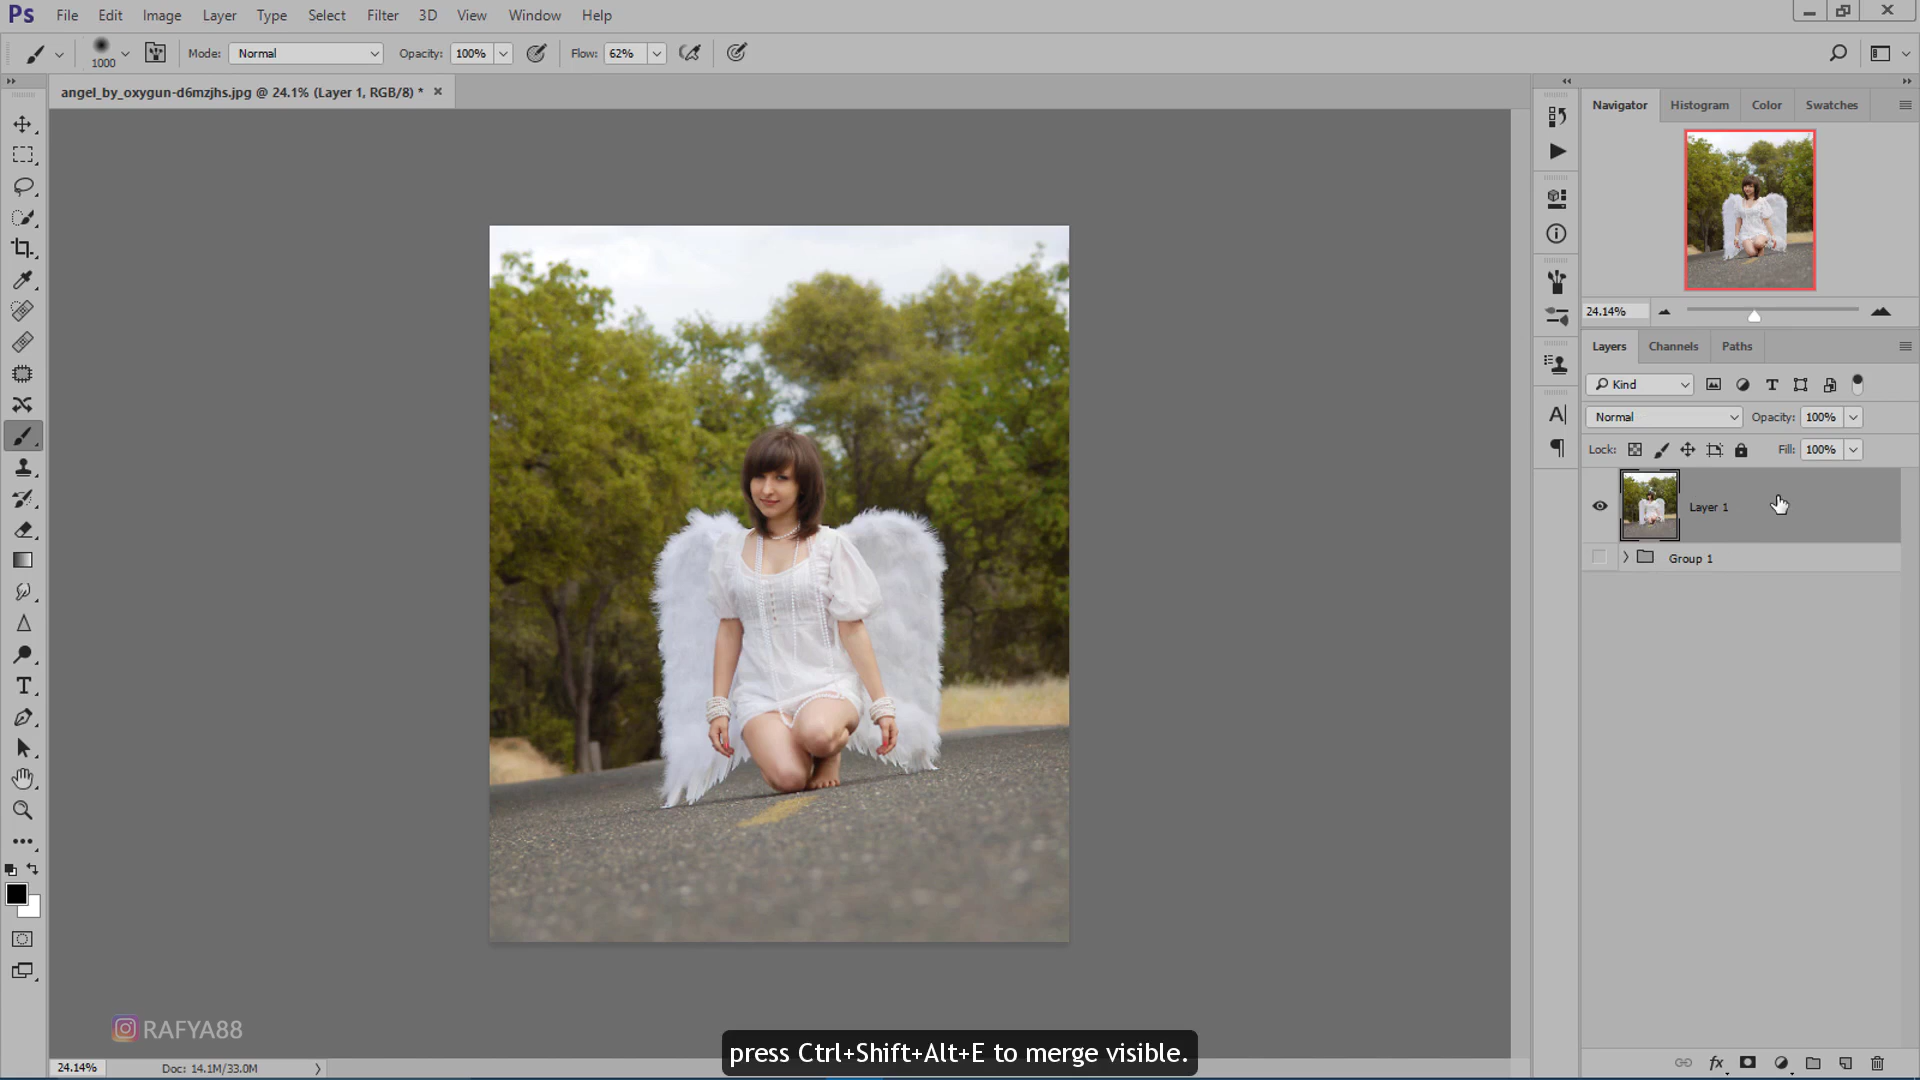 Ps File Edit Image Layer Type Select Filter 3D View Window Help
1000 Mode: Normal Opacity: 100% Flow: 62%
angel_by_oxygun-d6mzjhs.jpg @ 24.1% (Layer 1, RGB/8) *
Navigator Histogram Color Swatches
24.14%
Layers Channels Paths
Kind
Normal Opacity: 100%
Lock: Fill: 100%
Layer 1
Group 1
RAFYA88
press Ctrl+Shift+Alt+E to merge visible.
24.14% Doc: 14.1M/33.0M
fx